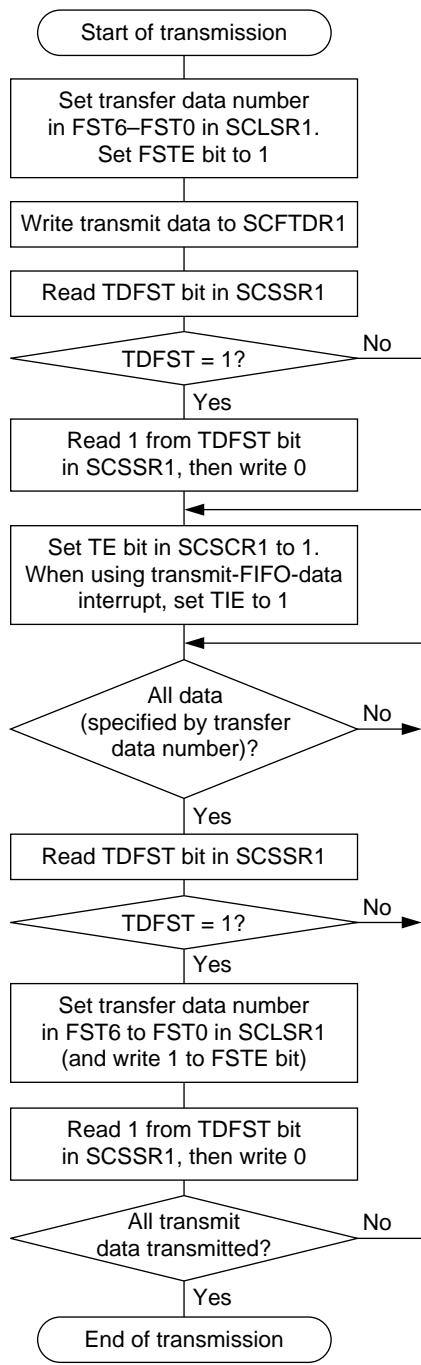 Start of transmission
Set transfer data number
in FST6–FST0 in SCLSR1.
Set FSTE bit to 1
Write transmit data to SCFTDR1
Read TDFST bit in SCSSR1
TDFST = 1?
No
Yes
Read 1 from TDFST bit
in SCSSR1, then write 0
Set TE bit in SCSCR1 to 1.
When using transmit-FIFO-data
interrupt, set TIE to 1
All data
(specified by transfer
data number)?
No
Yes
Read TDFST bit in SCSSR1
TDFST = 1?
No
Yes
Set transfer data number
in FST6 to FST0 in SCLSR1
(and write 1 to FSTE bit)
Read 1 from TDFST bit
in SCSSR1, then write 0
All transmit
data transmitted?
No
Yes
End of transmission